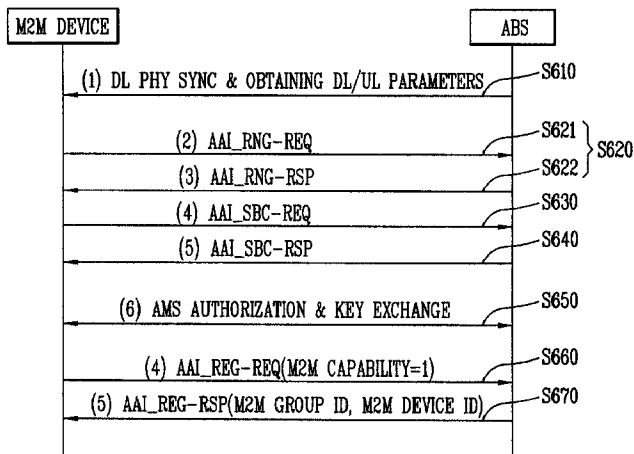 M2M DEVICE
ABS
(1) DL PHY SYNC & OBTAINING DL/UL PARAMETERS
S610
(2) AAI_RNG-REQ
S621
S620
(3) AAI_RNG-RSP
S622
(4) AAI_SBC-REQ
S630
(5) AAI_SBC-RSP
S640
(6) AMS AUTHORIZATION & KEY EXCHANGE
S650
(4) AAI_REG-REQ(M2M CAPABILITY=1)
S660
(5) AAI_REG-RSP(M2M GROUP ID, M2M DEVICE ID)
S670